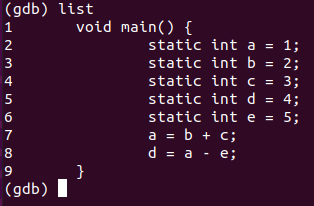 (gdb) list
1       void main() {
2               static int a = 1;
3               static int b = 2;
4               static int c = 3;
5               static int d = 4;
6               static int e = 5;
7               a = b + c;
8               d = a - e;
9       }
(gdb)